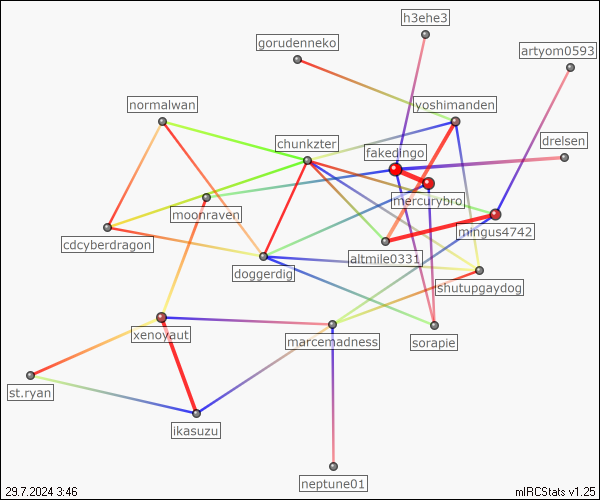 h3ehe3
gorudenneko
artyom0593
normalwan
yoshimanden
chunkzter
drelsen
fakedingo
mercurybro
moonraven
mingus4742
cdcyberdragon
altmile0331
doggerdig
shutupgaydog
xenoyaut
marcemadness
sorapie
st.ryan
ikasuzu
neptune01
29.7.2024 3:46
mIRCStats v1.25